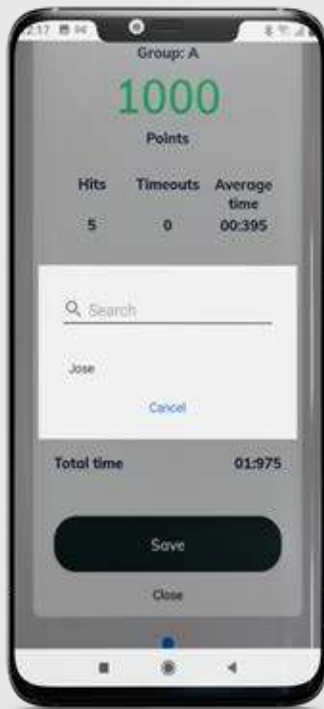 2:17
Group: A
1000
Points
Hits Timeouts Average time
5 0 00:395
Search
Jose
Cancel
Total time 01:975
Save
Close